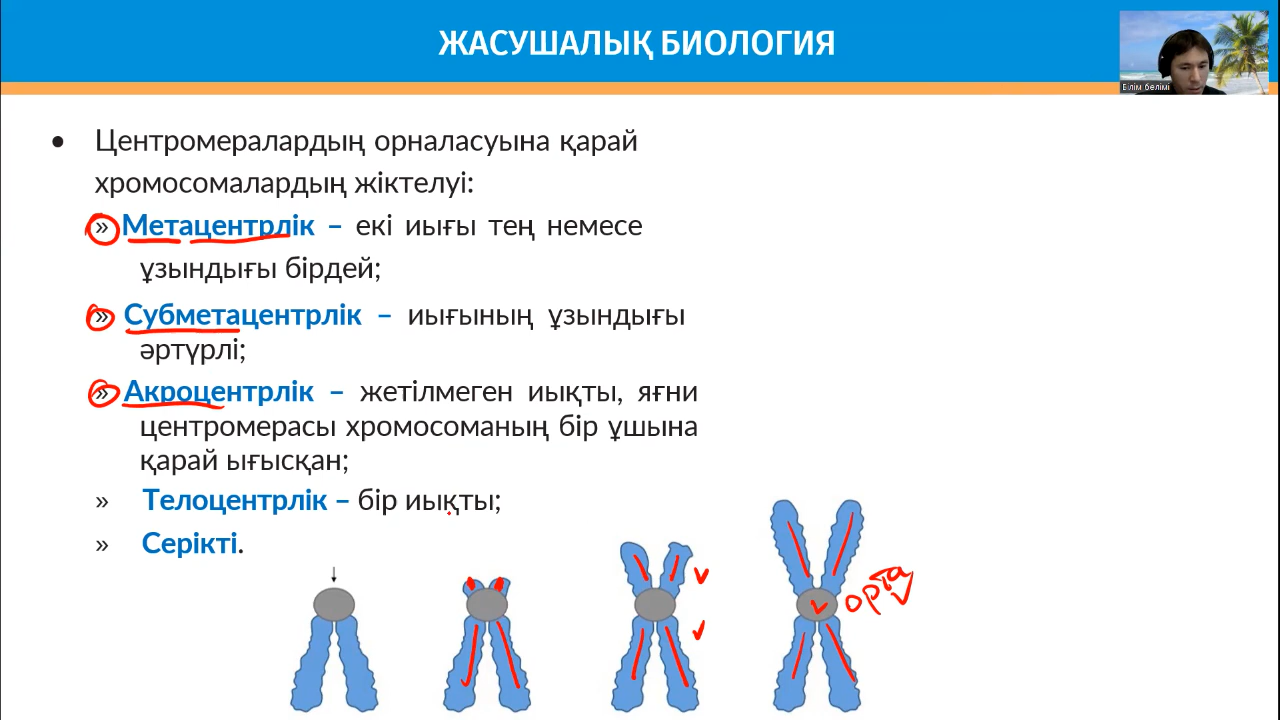 ЖАСУШАЛЫҚ БИОЛОГИЯ
Білім бөлімі
• Центромералардың орналасуына қарай
хромосомалардың жіктелуі:
» Метацентрлік – екі иығы тең немесе
ұзындығы бірдей;
» Субметацентрлік – иығының ұзындығы
әртүрлі;
» Акроцентрлік – жетілмеген иықты, яғни
центромерасы хромосоманың бір ұшына
қарай ығысқан;
» Телоцентрлік – бір иықты;
» Серікті.
орта